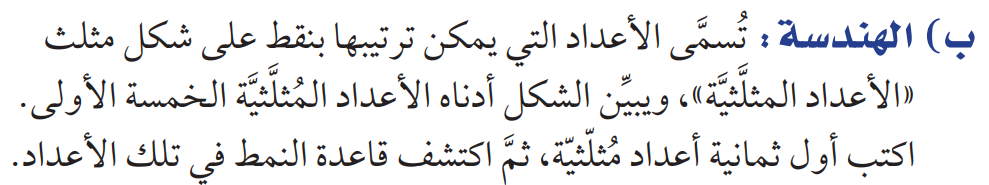 ب) الهندسة : تُسمَّى الأعداد التي يمكن ترتيبها بنقط على شكل مثلث
«الأعداد المثلَّثيَّة»، ويبيِّن الشكل أدناه الأعداد المُثلَّثيَّة الخمسة الأولى.
اكتب أول ثمانية أعداد مُثلّثيّة، ثمَّ اكتشف قاعدة النمط في تلك الأعداد.